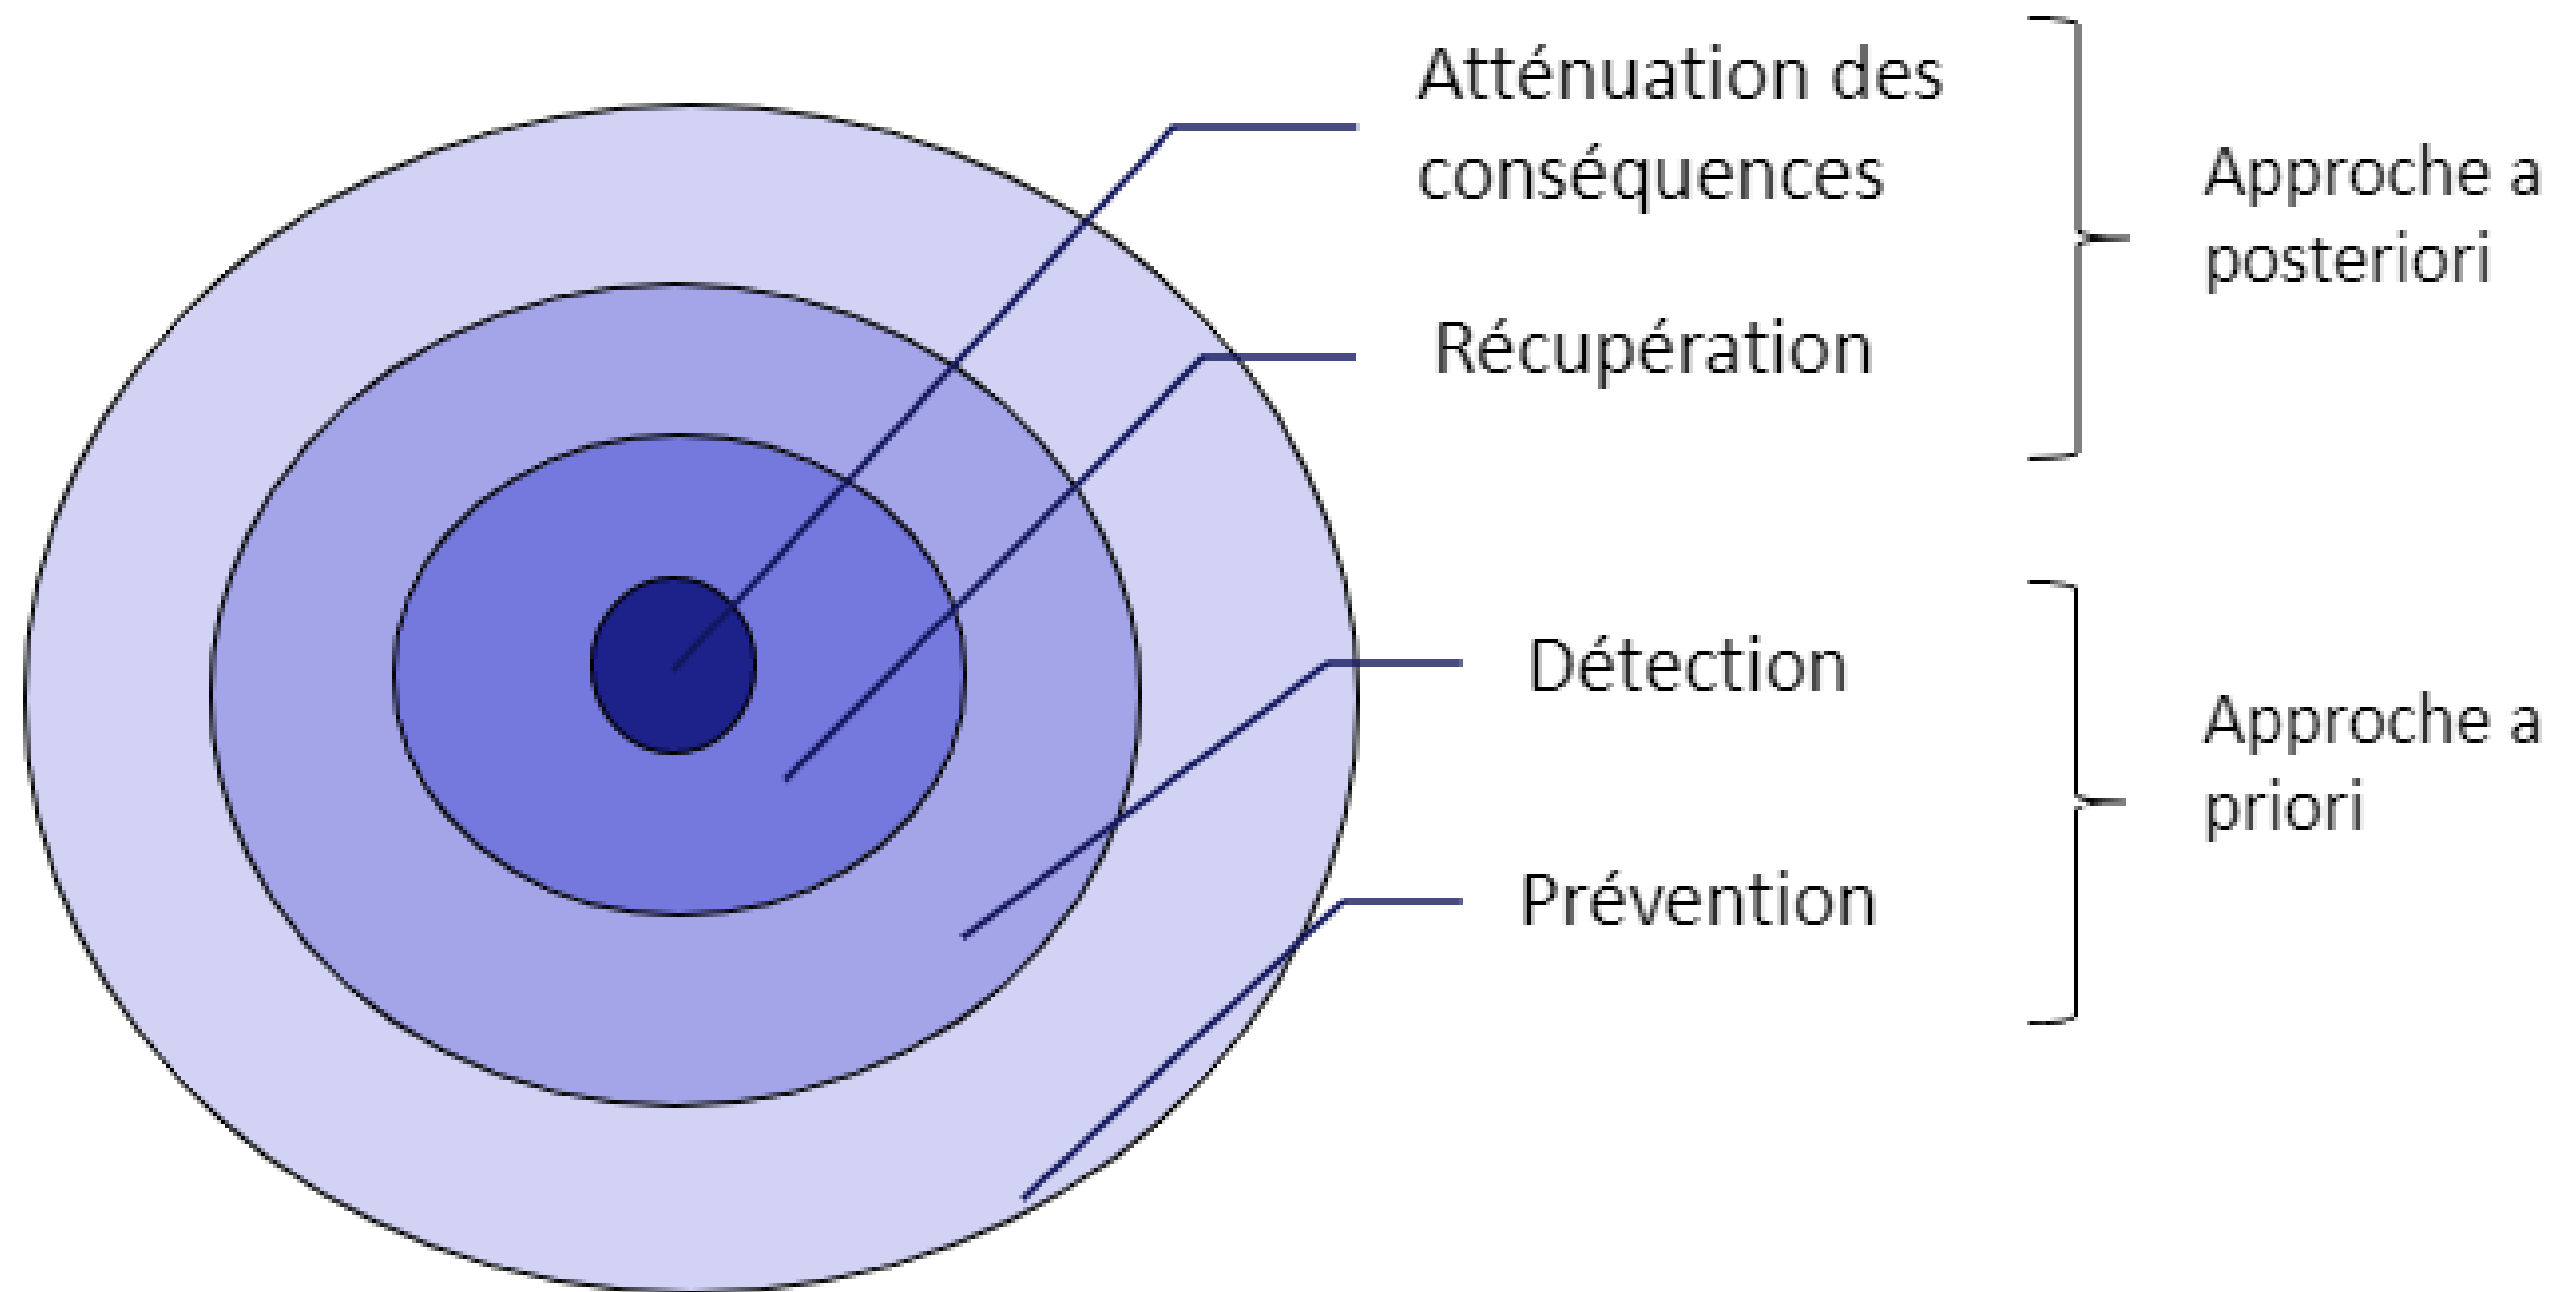 Atténuation des
conséquences
Approche a
posteriori
Récupération
Détection
Approche a
priori
Prévention